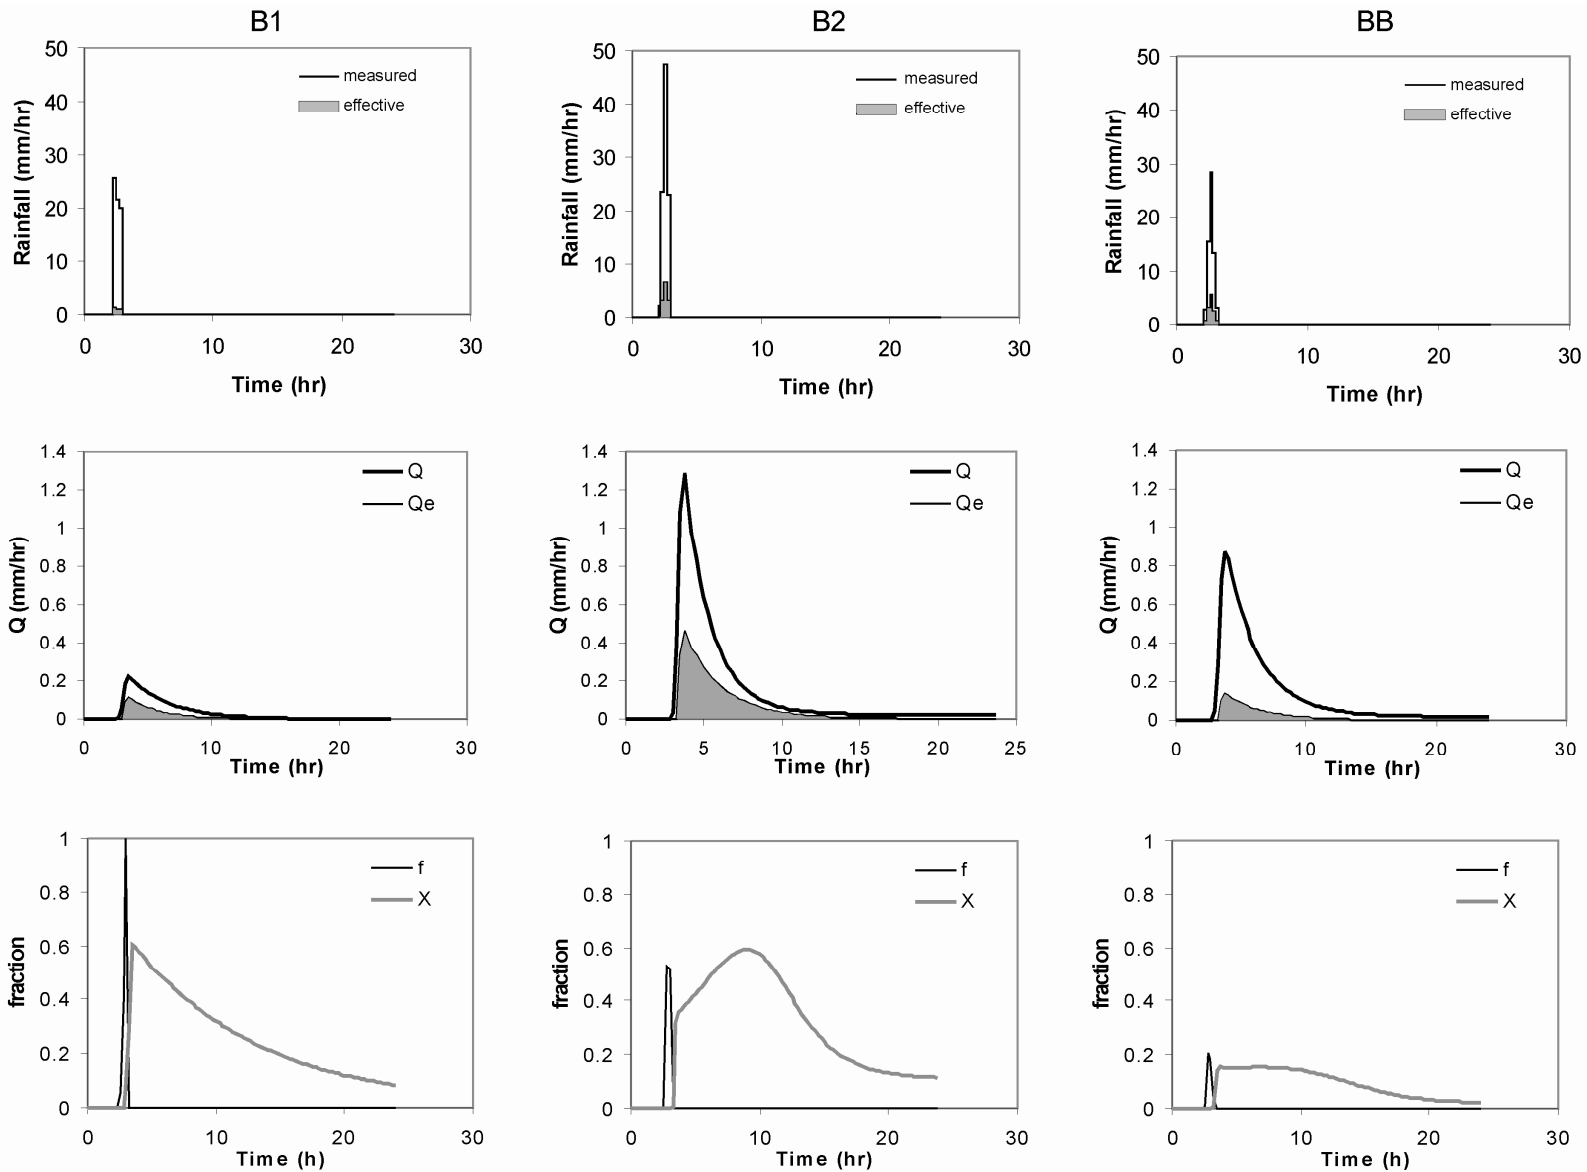 B1
50
40
30
20
10
0
Rainfall (mm/hr)
measured
effective
0 10 20 30
Time (hr)
B2
50
40
30
20
10
0
Rainfall (mm/hr)
measured
effective
0 10 20 30
Time (hr)
BB
50
40
30
20
10
0
Rainfall (mm/hr)
measured
effective
0 10 20 30
Time (hr)
1.4
1.2
1
0.8
0.6
0.4
0.2
0
Q (mm/hr)
Q
Qe
0 10 20 30
Time (hr)
1.4
1.2
1
0.8
0.6
0.4
0.2
0
Q (mm/hr)
Q
Qe
0 5 10 15 20 25
Time (hr)
1.4
1.2
1
0.8
0.6
0.4
0.2
0
Q (mm/hr)
Q
Qe
0 10 20 30
Time (hr)
1
0.8
0.6
0.4
0.2
0
fraction
f
X
0 10 20 30
Time (h)
1
0.8
0.6
0.4
0.2
0
fraction
f
X
0 10 20 30
Time (hr)
1
0.8
0.6
0.4
0.2
0
fraction
f
X
0 10 20 30
Time (h)